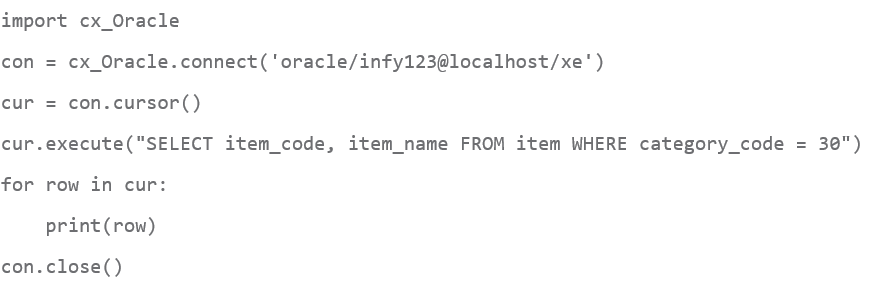 import cx_Oracle
con = cx_Oracle.connect('oracle/infy123@localhost/xe')
cur = con.cursor()
cur.execute("SELECT item_code, item_name FROM item WHERE category_code = 30")
for row in cur:
    print(row)
con.close()